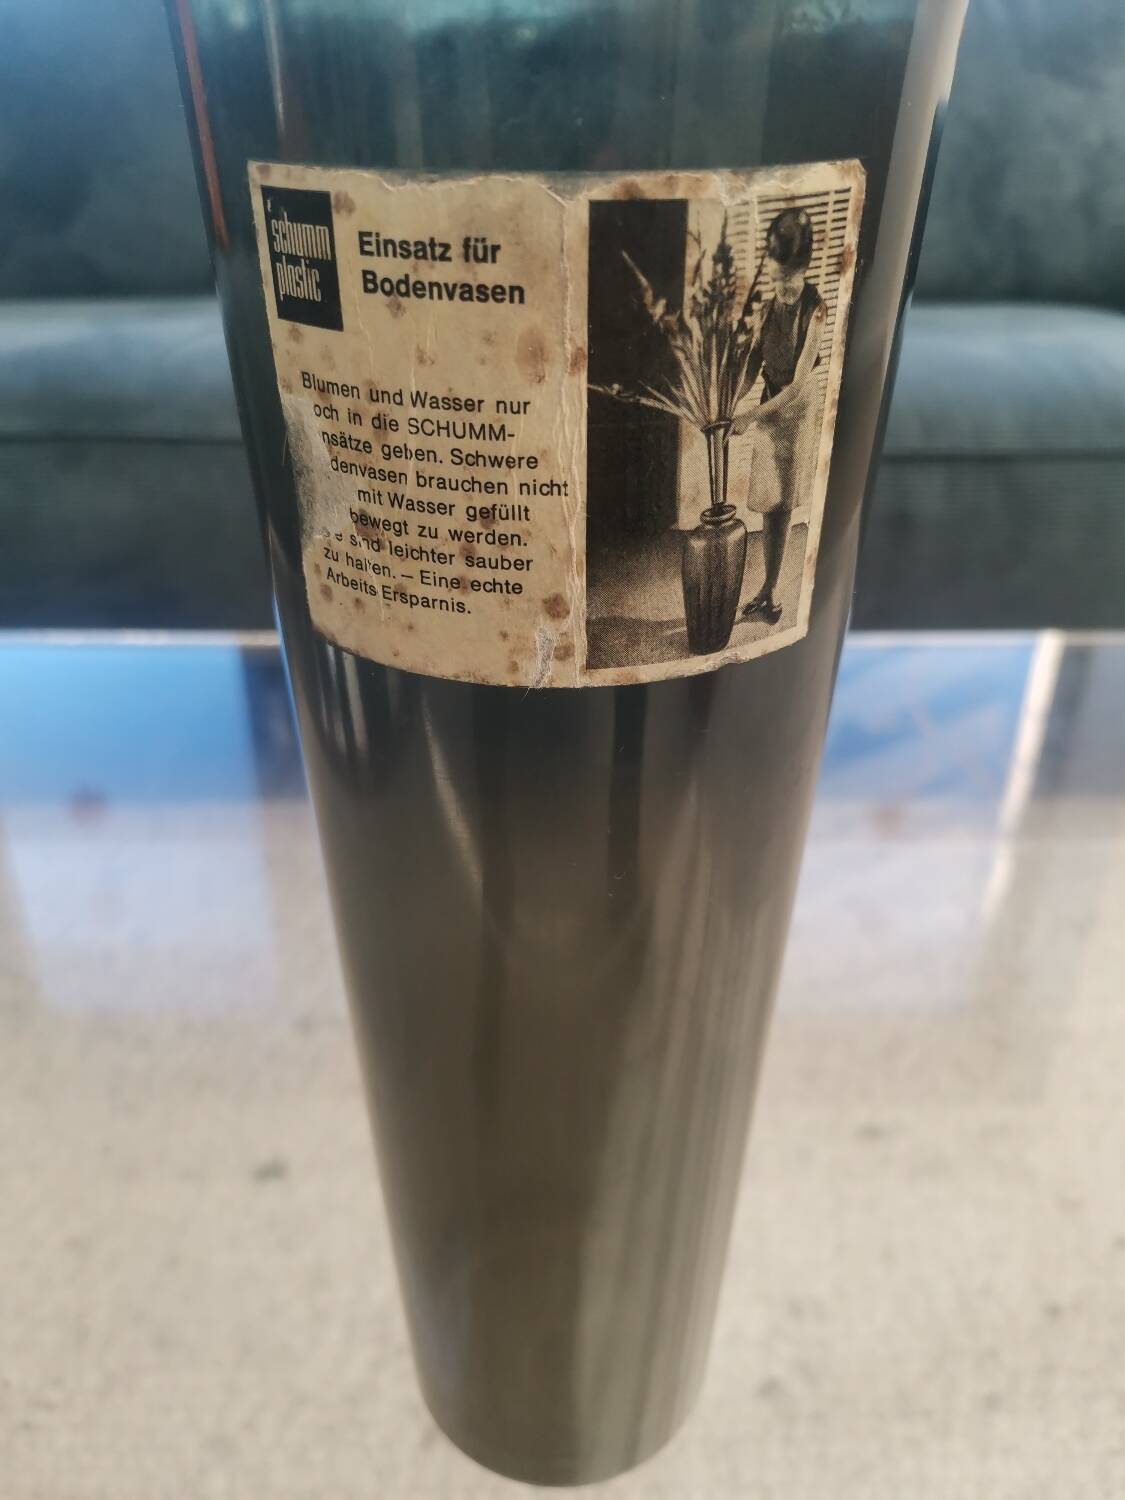 schumm
plastic
Einsatz für
Bodenvasen
Blumen und Wasser nur
och in die SCHUMM-
nsätze geben. Schwere
denvasen brauchen nicht
mit Wasser gefüllt
bewegt zu werden.
sind leichter sauber
zu halten. – Eine echte
Arbeits Ersparnis.